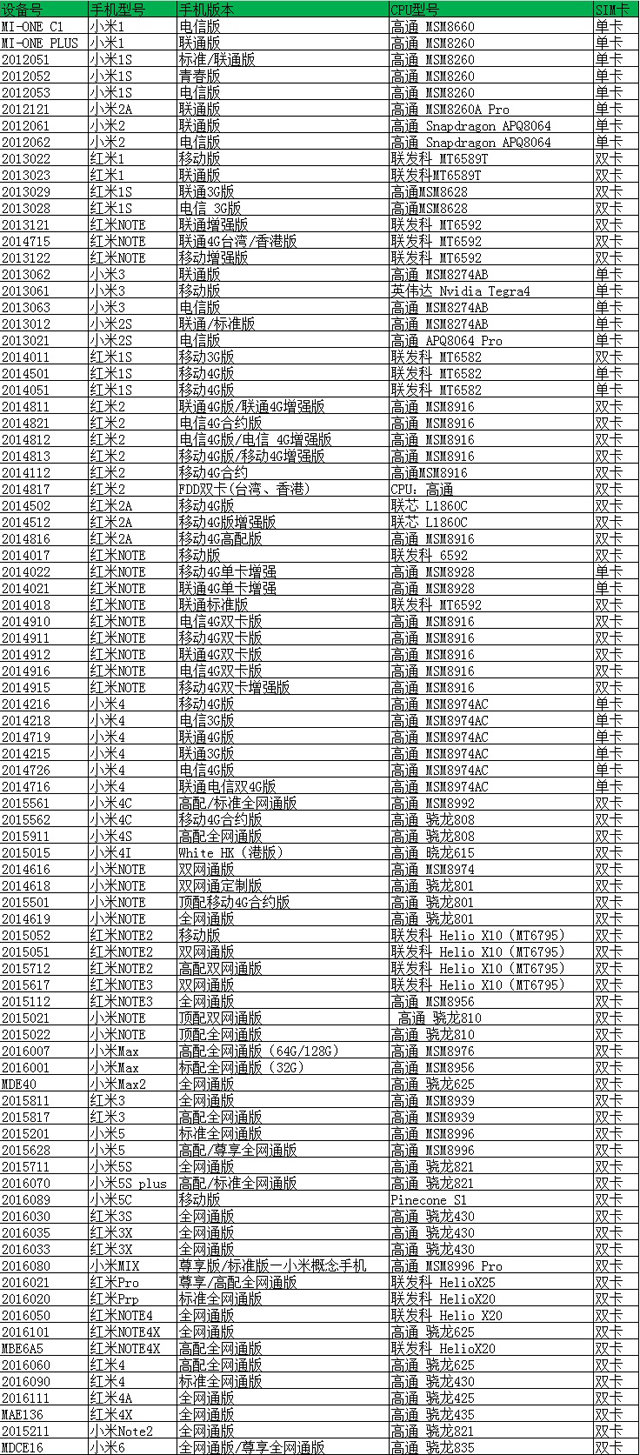 设备号 手机型号 手机版本 CPU型号 SIM卡
MI-ONE C1 小米1 电信版 高通 MSM8660 单卡
MI-ONE PLUS 小米1 联通版 高通 MSM8260 单卡
2012051 小米1S 标准/联通版 高通 MSM8260 单卡
2012052 小米1S 青春版 高通 MSM8260 单卡
2012053 小米1S 电信版 高通 MSM8260 单卡
2012121 小米2A 联通版 高通 MSM8260A Pro 单卡
2012061 小米2 联通版 高通 Snapdragon APQ8064 单卡
2012062 小米2 电信版 高通 Snapdragon APQ8064 单卡
2013022 红米1 移动版 联发科 MT6589T 双卡
2013023 红米1 联通版 联发科MT6589T 双卡
2013029 红米1S 联通3G版 高通MSM8628 双卡
2013028 红米1S 电信 3G版 高通MSM8628 双卡
2013121 红米NOTE 联通增强版 联发科 MT6592 双卡
2014715 红米NOTE 联通4G台湾/香港版 联发科 MT6592 双卡
2013122 红米NOTE 移动增强版 联发科 MT6592 双卡
2013062 小米3 联通版 高通 MSM8274AB 单卡
2013061 小米3 移动版 英伟达 Nvidia Tegra4 单卡
2013063 小米3 电信版 高通 MSM8274AB 单卡
2013012 小米2S 联通/标准版 高通 MSM8274AB 单卡
2013021 小米2S 电信版 高通 APQ8064 Pro 单卡
2014011 红米1S 移动3G版 联发科 MT6582 双卡
2014501 红米1S 移动4G版 联发科 MT6582 单卡
2014051 红米1S 移动4G版 联发科 MT6582 单卡
2014811 红米2 联通4G版/联通4G增强版 高通 MSM8916 双卡
2014821 红米2 电信4G合约版 高通 MSM8916 双卡
2014812 红米2 电信4G版/电信 4G增强版 高通 MSM8916 双卡
2014813 红米2 移动4G版/移动4G增强版 高通 MSM8916 双卡
2014112 红米2 移动4G合约 高通MSM8916 双卡
2014817 红米2 FDD双卡(台湾、香港) CPU：高通 双卡
2014502 红米2A 移动4G版 联芯 L1860C 双卡
2014512 红米2A 移动4G版增强版 联芯 L1860C 双卡
2014816 红米2A 移动4G高配版 高通 MSM8916 双卡
2014017 红米NOTE 移动版 联发科 6592 双卡
2014022 红米NOTE 移动4G单卡增强 高通 MSM8928 单卡
2014021 红米NOTE 联通4G单卡增强 高通 MSM8928 单卡
2014018 红米NOTE 联通标准版 联发科 MT6592 双卡
2014910 红米NOTE 电信4G双卡版 高通 MSM8916 双卡
2014911 红米NOTE 移动4G双卡版 高通 MSM8916 双卡
2014912 红米NOTE 联通4G双卡版 高通 MSM8916 双卡
2014916 红米NOTE 电信4G双卡版 高通 MSM8916 双卡
2014915 红米NOTE 移动4G双卡增强版 高通 MSM8916 双卡
2014216 小米4 移动4G版 高通 MSM8974AC 单卡
2014218 小米4 电信3G版 高通 MSM8974AC 单卡
2014719 小米4 联通4G版 高通 MSM8974AC 单卡
2014215 小米4 联通3G版 高通 MSM8974AC 单卡
2014726 小米4 电信4G版 高通 MSM8974AC 单卡
2014716 小米4 联通电信双4G版 高通 MSM8974AC 单卡
2015561 小米4C 高配/标准全网通版 高通 MSM8992 双卡
2015562 小米4C 移动4G合约版 高通 骁龙808 双卡
2015911 小米4S 高配全网通版 高通 骁龙808 双卡
2015015 小米4I White HK（港版） 高通 晓龙615 双卡
2014616 小米NOTE 双网通版 高通 MSM8974 双卡
2014618 小米NOTE 双网通定制版 高通 骁龙801 双卡
2015501 小米NOTE 顶配移动4G合约版 高通 骁龙801 双卡
2014619 小米NOTE 全网通版 高通 骁龙801 双卡
2015052 红米NOTE2 移动版 联发科 Helio X10（MT6795） 双卡
2015051 红米NOTE2 双网通版 联发科 Helio X10（MT6795） 双卡
2015712 红米NOTE2 高配双网通版 联发科 Helio X10（MT6795） 双卡
2015617 红米NOTE3 双网通版 联发科 Helio X10（MT6795） 双卡
2015112 红米NOTE3 全网通版 高通 MSM8956 双卡
2015021 小米NOTE 顶配双网通版 高通 骁龙810 双卡
2015022 小米NOTE 顶配全网通版 高通 骁龙810 双卡
2016007 小米Max 高配全网通版（64G/128G） 高通 MSM8976 双卡
2016001 小米Max 标配全网通版（32G） 高通 MSM8956 双卡
MDE40 小米Max2 全网通版 高通 骁龙625 双卡
2015811 红米3 全网通版 高通 MSM8939 双卡
2015817 红米3 高配全网通版 高通 MSM8939 双卡
2015201 小米5 标准全网通版 高通 MSM8996 双卡
2015628 小米5 高配/尊享全网通版 高通 MSM8996 双卡
2015711 小米5S 全网通版 高通 骁龙821 双卡
2016070 小米5S plus 高配/标准全网通版 高通 骁龙821 双卡
2016089 小米5C 移动版 Pinecone S1 双卡
2016030 红米3S 全网通版 高通 骁龙430 双卡
2016035 红米3X 全网通版 高通 骁龙430 双卡
2016033 红米3X 全网通版 高通 骁龙430 双卡
2016080 小米MIX 尊享版/标准版－小米概念手机 高通 MSM8996 Pro 双卡
2016021 红米Pro 尊享/高配全网通版 联发科 HelioX25 双卡
2016020 红米Prp 标准全网通版 联发科 HelioX20 双卡
2016050 红米NOTE4 全网通版 联发科 Helio X20 双卡
2016101 红米NOTE4X 全网通版 高通 骁龙625 双卡
MBE6A5 红米NOTE4X 高配全网通版 联发科 HelioX20 双卡
2016060 红米4 高配全网通版 高通 骁龙625 双卡
2016090 红米4 标准全网通版 高通 骁龙430 双卡
2016111 红米4A 全网通版 高通 骁龙425 双卡
MAE136 红米4X 全网通版 高通 骁龙435 双卡
2015211 小米Note2 全网通版 高通 骁龙821 双卡
MDCE16 小米6 全网通版/尊享全网通版 高通 骁龙835 双卡